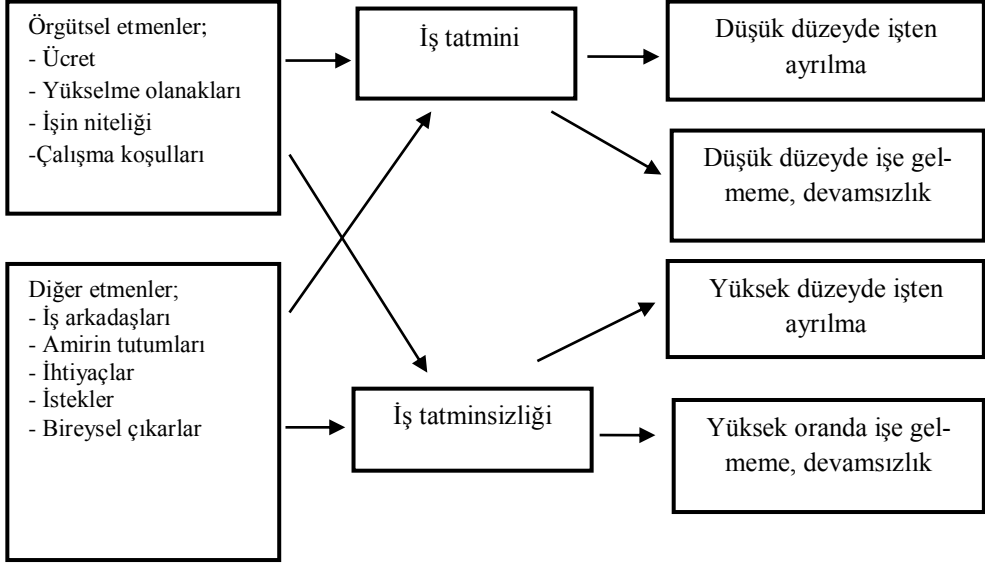 Örgütsel etmenler;
- Ücret
- Yükselme olanakları
- İşin niteliği
-Çalışma koşulları
Diğer etmenler;
- İş arkadaşları
- Amirin tutumları
- İhtiyaçlar
- İstekler
- Bireysel çıkarlar
İş tatmini
İş tatminsizliği
Düşük düzeyde işten
ayrılma
Düşük düzeyde işe gel-
meme, devamsızlık
Yüksek düzeyde işten
ayrılma
Yüksek oranda işe gel-
meme, devamsızlık